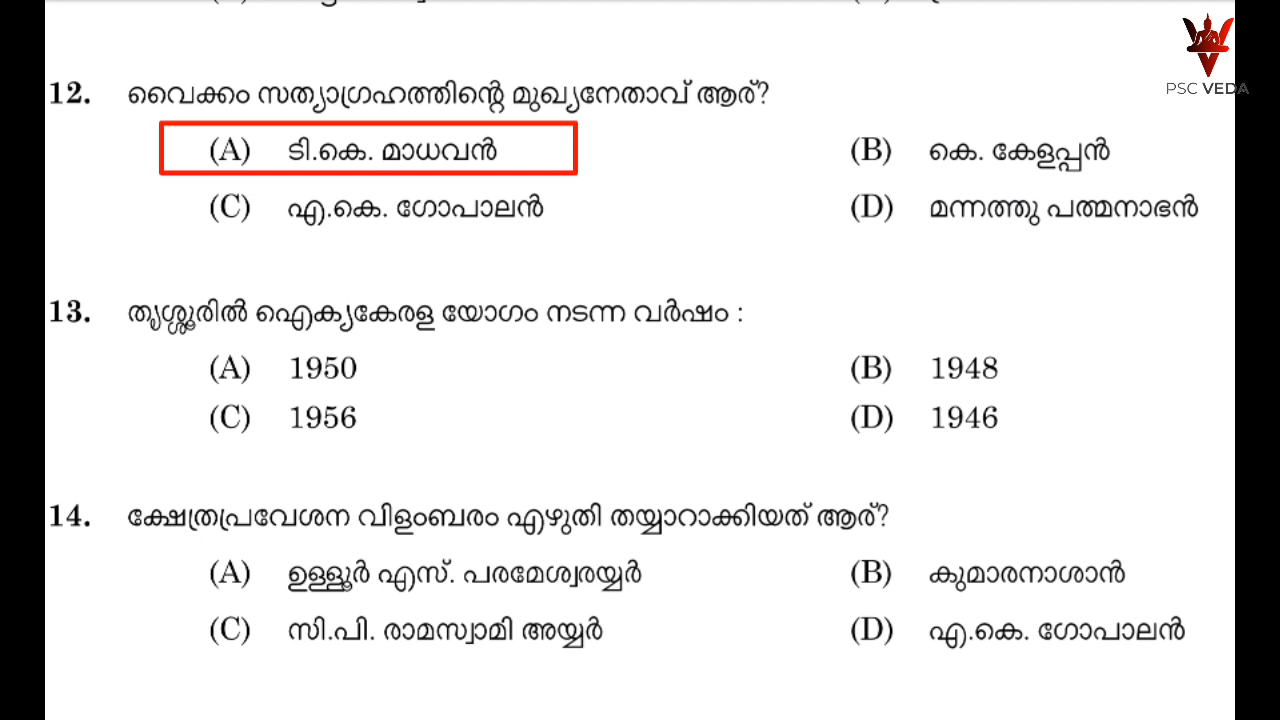 PSC VEDA
12. വൈക്കം സത്യാഗ്രഹത്തിന്റെ മുഖ്യനേതാവ് ആര്?
(A) ടി.കെ. മാധവൻ (B) കെ. കേളപ്പൻ
(C) എ.കെ. ഗോപാലൻ (D) മന്നത്തു പത്മനാഭൻ
13. തൃശ്ശൂരിൽ ഐക്യകേരള യോഗം നടന്ന വർഷം :
(A) 1950 (B) 1948
(C) 1956 (D) 1946
14. ക്ഷേത്രപ്രവേശന വിളംബരം എഴുതി തയ്യാറാക്കിയത് ആര്?
(A) ഉള്ളൂർ എസ്. പരമേശ്വരയ്യർ (B) കുമാരനാശാൻ
(C) സി.പി. രാമസ്വാമി അയ്യർ (D) എ.കെ. ഗോപാലൻ